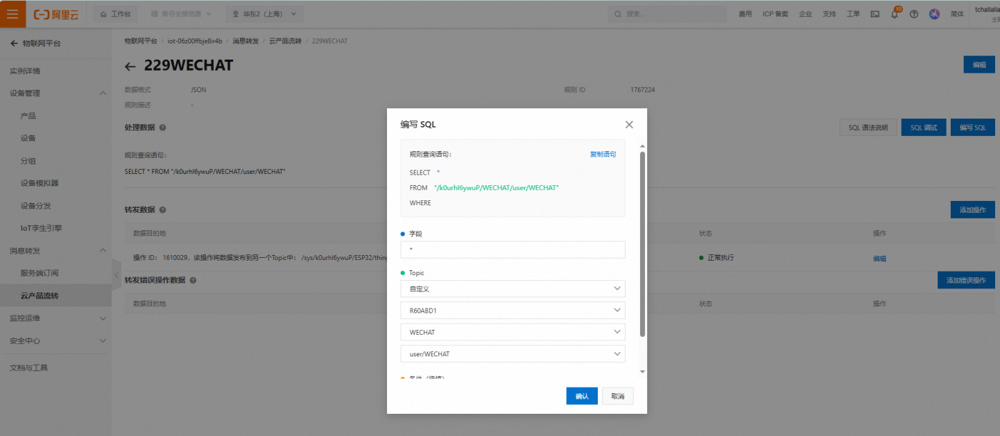 阿里云
工作台
账号全部资源
华东2（上海）
搜索...
费用
ICP 备案
企业
支持
工单
10
简体
tchallalla
物联网平台
实例详情
设备管理
产品
设备
分组
设备模拟器
设备分发
IoT孪生引擎
消息转发
服务端订阅
云产品流转
监控运维
安全中心
文档与工具
物联网平台 / iot-06z00ffbje8ir4b / 消息转发 / 云产品流转 / 229WECHAT
229WECHAT
编辑
数据格式 JSON
规则 ID 1767224
规则描述 -
处理数据
SQL 语法说明
SQL 调试
编写 SQL
规则查询语句：
SELECT * FROM "/k0urhI6ywuP/WECHAT/user/WECHAT"
转发数据
添加操作
数据目的地 状态 操作
操作 ID： 1610029，该操作将数据发布到另一个Topic中： /sys/k0urhI6ywuP/ESP32/thing
正常执行
编辑
转发错误操作数据
添加错误操作
数据目的地 状态 操作
编写 SQL
规则查询语句：
复制语句
SELECT *
FROM "/k0urhI6ywuP/WECHAT/user/WECHAT"
WHERE
字段
*
Topic
自定义
R60ABD1
WECHAT
user/WECHAT
条件（选填）
确认
取消